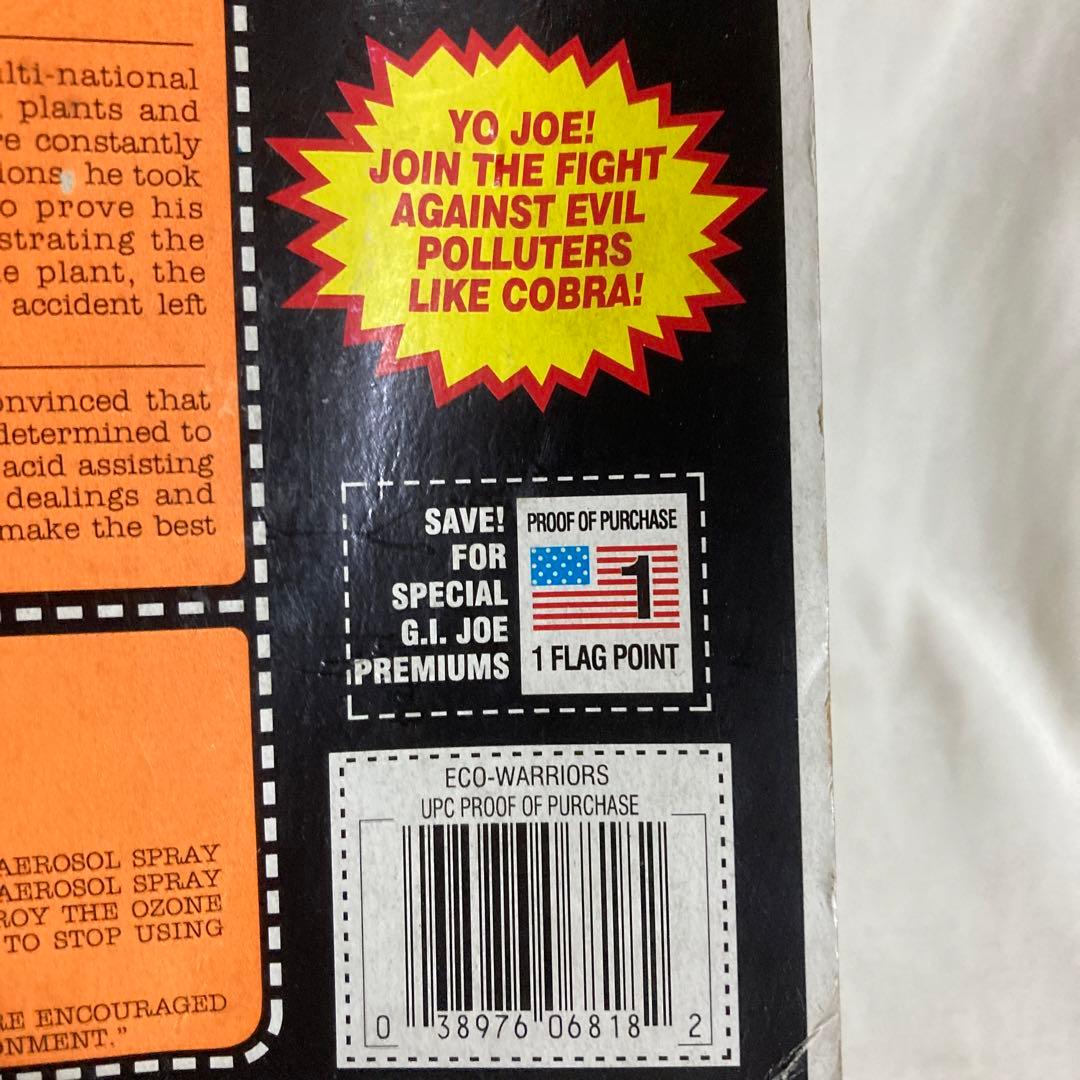 lti-national
plants and
e constantly
ions, he took
o prove his
strating the
e plant, the
accident left
onvinced that
determined to
acid assisting
dealings and
make the best
AEROSOL SPRAY
AEROSOL SPRAY
ROY THE OZONE
TO STOP USING
RE ENCOURAGED
ONMENT."
YO JOE!
JOIN THE FIGHT
AGAINST EVIL
POLLUTERS
LIKE COBRA!
SAVE!
FOR
SPECIAL
G.I. JOE
PREMIUMS
PROOF OF PURCHASE
1
1 FLAG POINT
ECO-WARRIORS
UPC PROOF OF PURCHASE
0 38976 06818 2